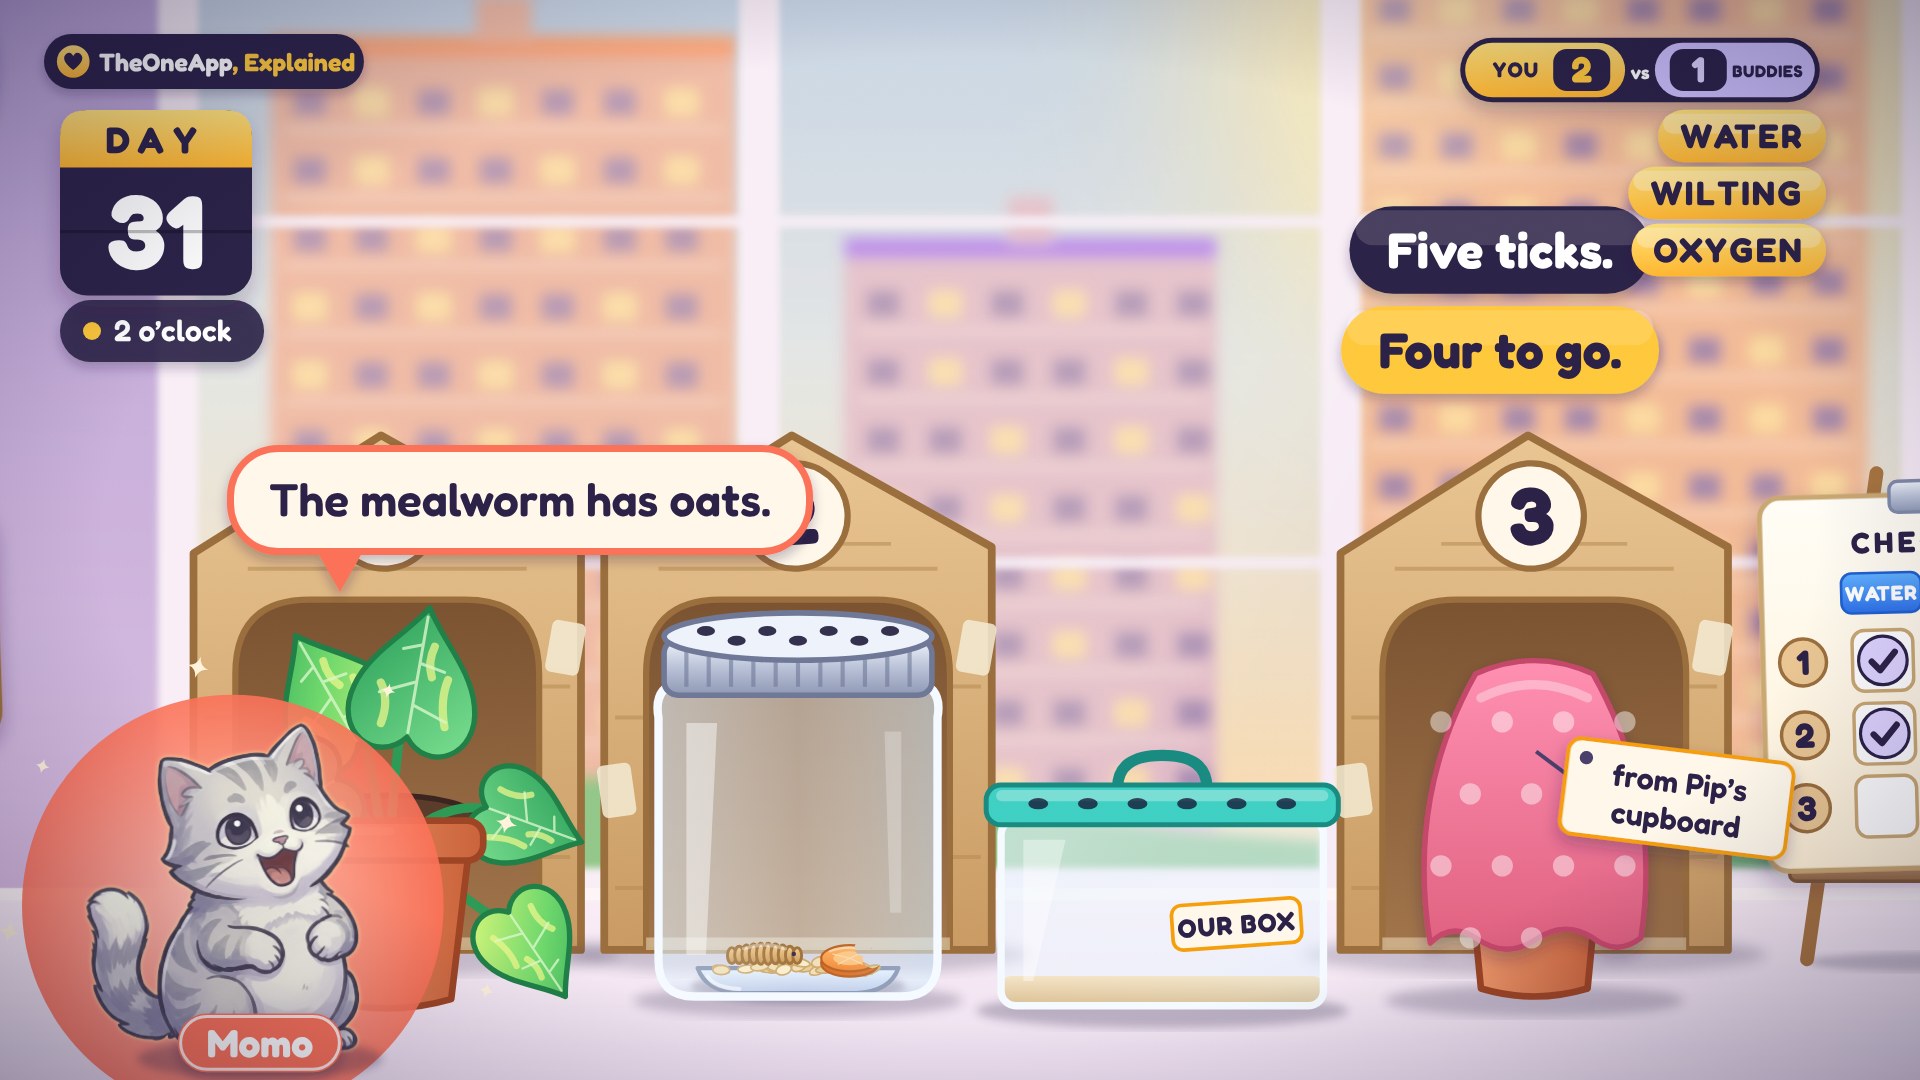 TheOneApp, Explained
DAY
31
2 o'clock
YOU 2 vs 1 BUDDIES
WATER
WILTING
OXYGEN
Five ticks.
Four to go.
The mealworm has oats.
3
OUR BOX
from Pip's
cupboard
CHE
WATER
1
2
3
Momo